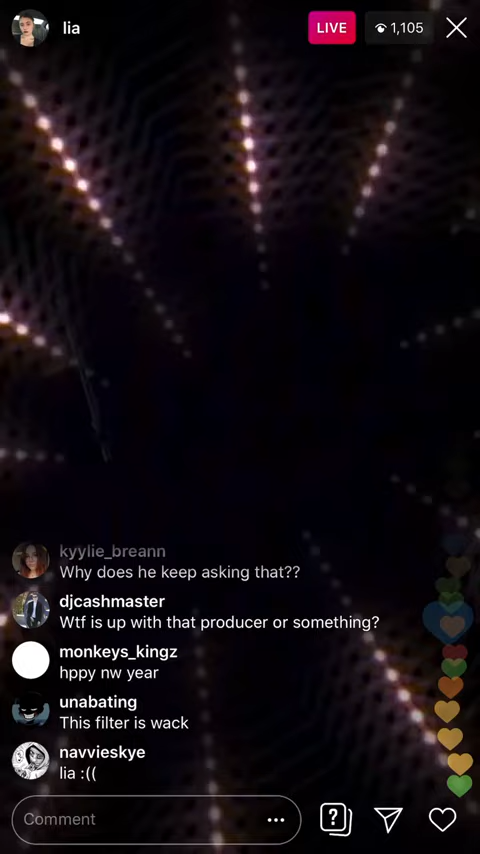 lia
LIVE
1,105
kyylie_breann
Why does he keep asking that??
djcashmaster
Wtf is up with that producer or something?
monkeys_kingz
hppy nw year
unabating
This filter is wack
navvieskye
lia :((
Comment